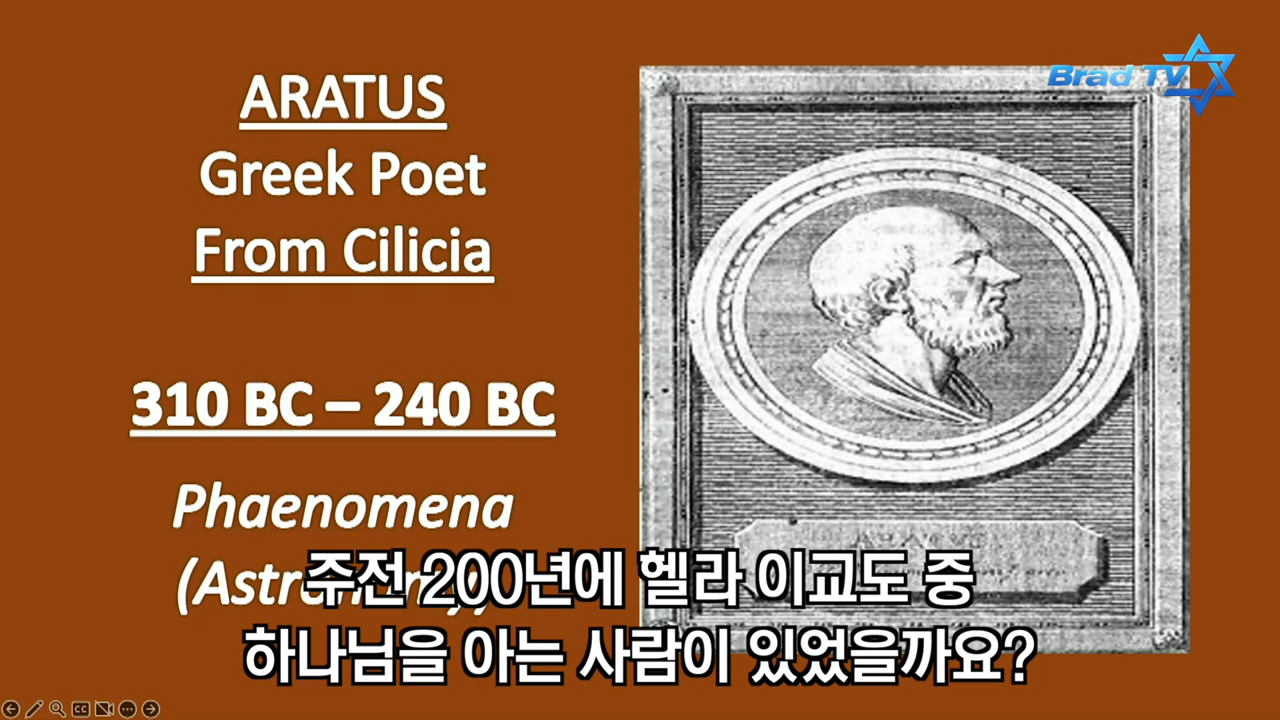 Brad TV
ARATUS
Greek Poet
From Cilicia
310 BC – 240 BC
Phaenomena
주전 200년에 헬라 이교도 중
하나님을 아는 사람이 있었을까요?